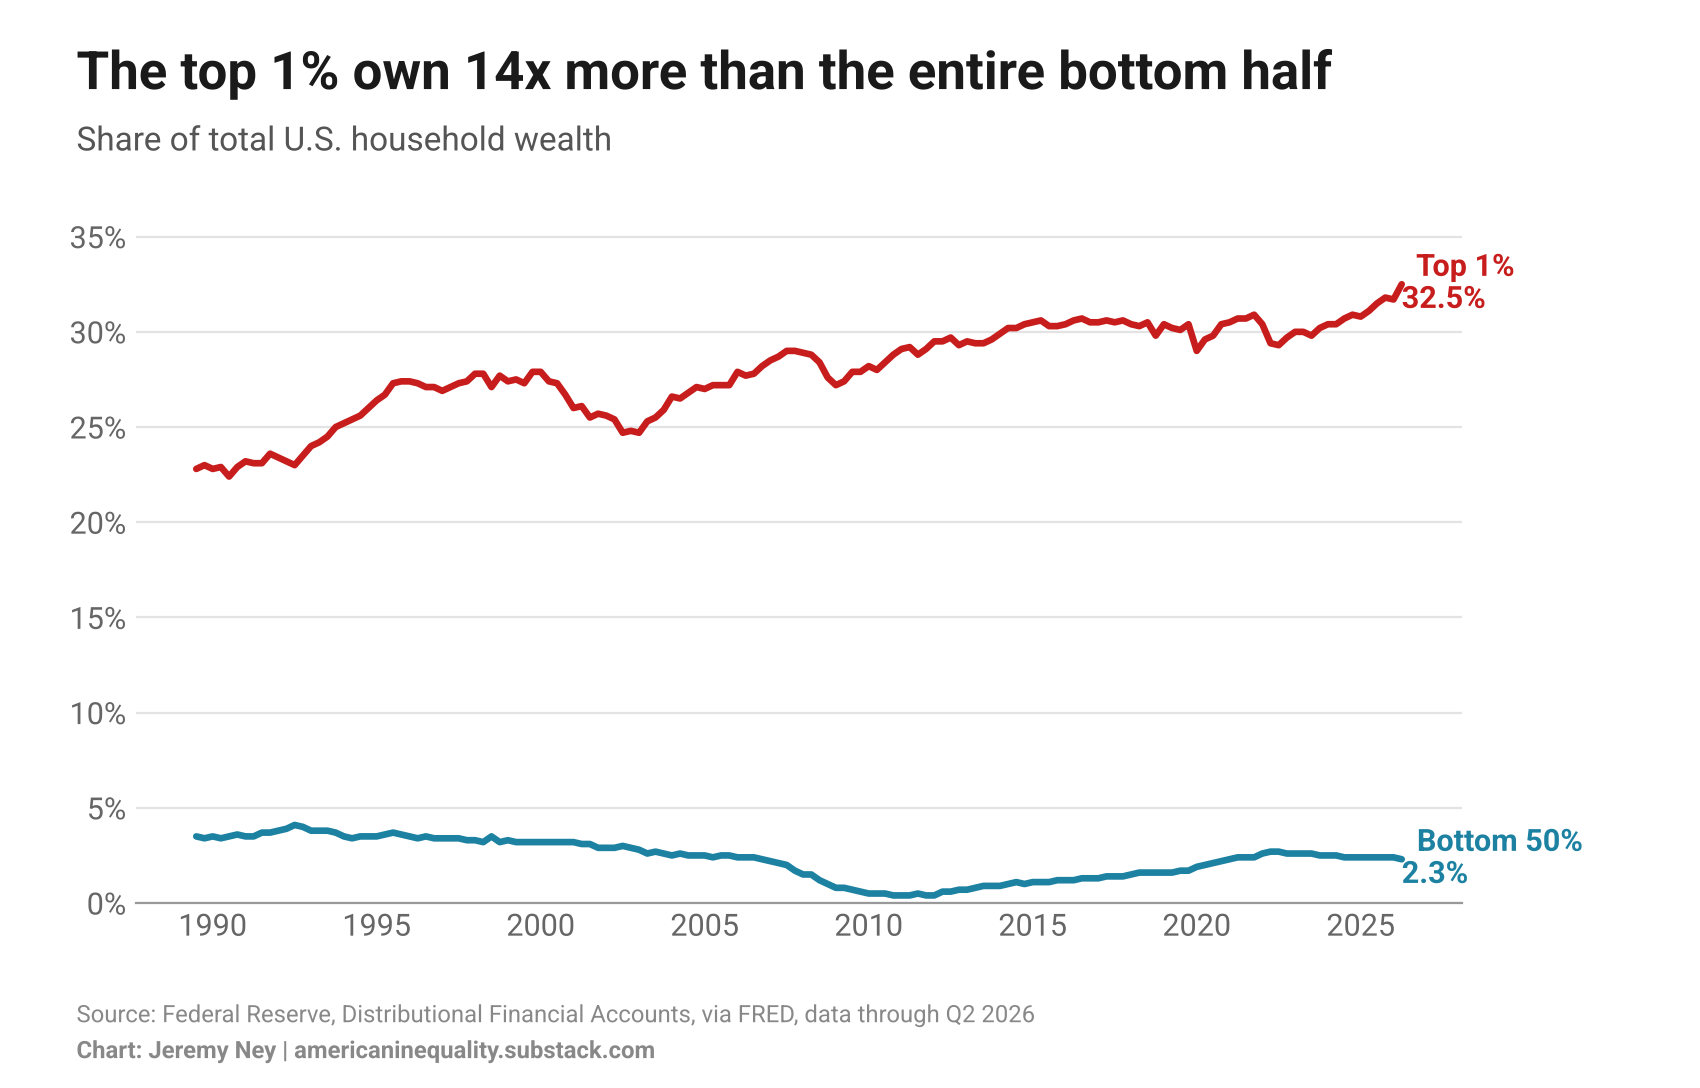 The top 1% own 14x more than the entire bottom half
Share of total U.S. household wealth
35%
30%
25%
20%
15%
10%
5%
0%
Top 1%
32.5%
Bottom 50%
2.3%
1990 1995 2000 2005 2010 2015 2020 2025
Source: Federal Reserve, Distributional Financial Accounts, via FRED, data through Q2 2026
Chart: Jeremy Ney | americaninequality.substack.com